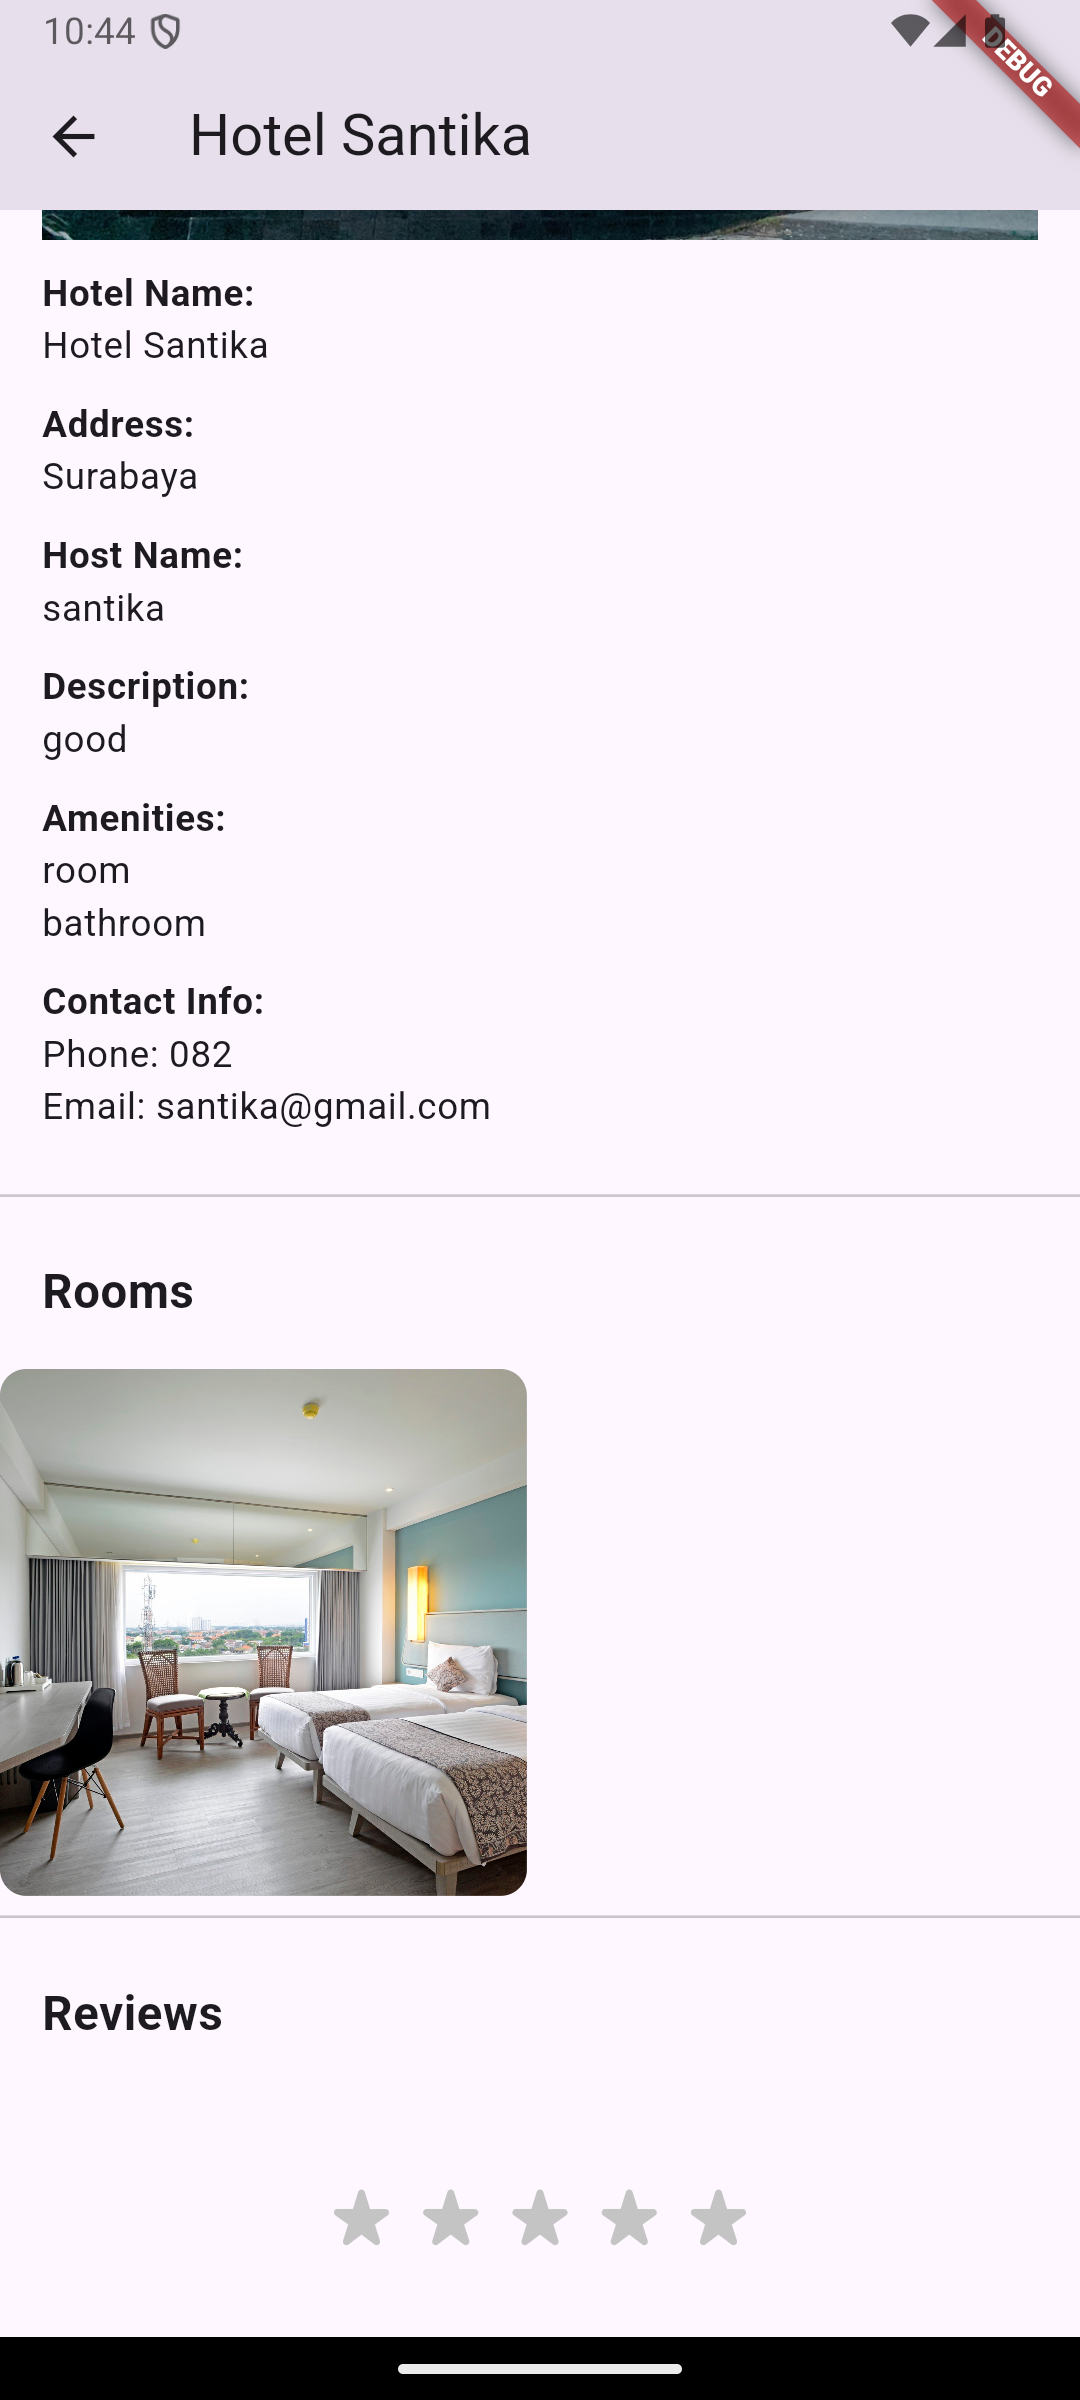 10:44
DEBUG
Hotel Santika
Hotel Name:
Hotel Santika
Address:
Surabaya
Host Name:
santika
Description:
good
Amenities:
room
bathroom
Contact Info:
Phone: 082
Email: santika@gmail.com
Rooms
Reviews